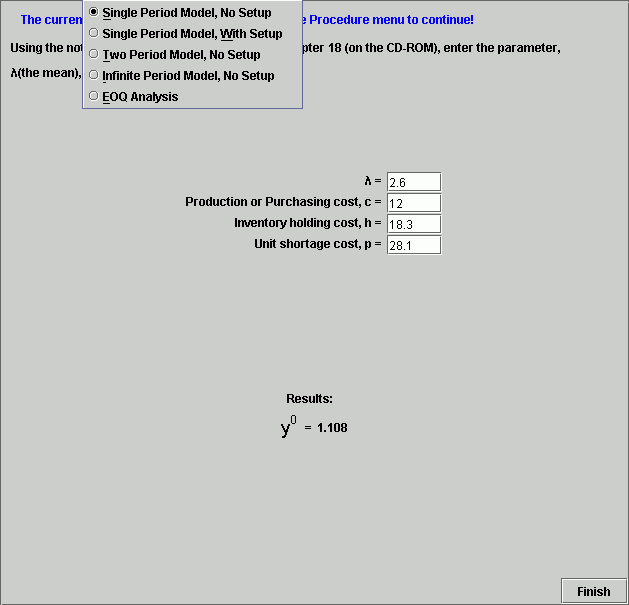 The curren
e Procedure menu to continue!
Single Period Model, No Setup
Single Period Model, With Setup
Two Period Model, No Setup
Infinite Period Model, No Setup
EOQ Analysis
Using the not
pter 18 (on the CD-ROM), enter the parameter,
λ(the mean),
λ = 2.6
Production or Purchasing cost, c = 12
Inventory holding cost, h = 18.3
Unit shortage cost, p = 28.1
Results:
y⁰ = 1.108
Finish